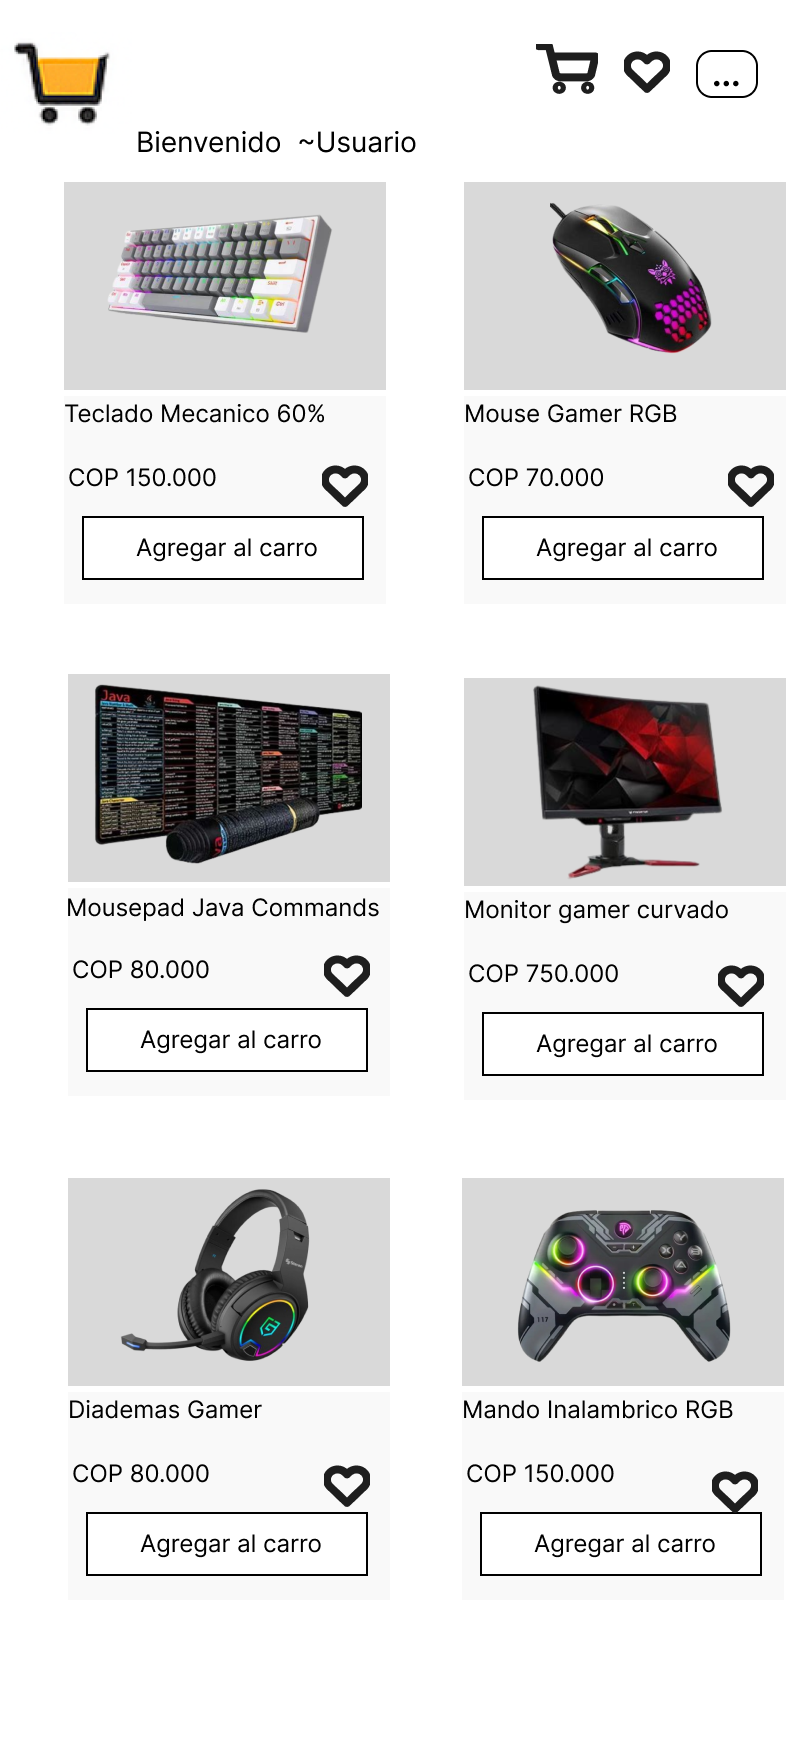 ...
Bienvenido ~Usuario
Teclado Mecanico 60%
Mouse Gamer RGB
COP 150.000
COP 70.000
Agregar al carro
Agregar al carro
Java
Mousepad Java Commands
Monitor gamer curvado
COP 80.000
COP 750.000
Agregar al carro
Agregar al carro
117
Diademas Gamer
Mando Inalambrico RGB
COP 80.000
COP 150.000
Agregar al carro
Agregar al carro